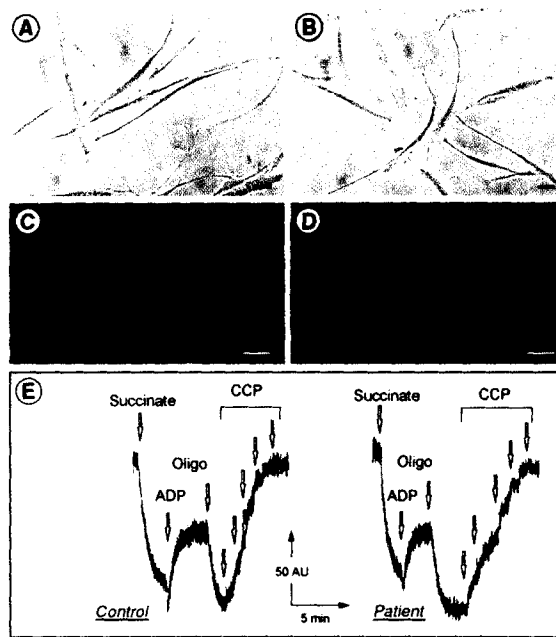 A
B
C
D
E
Succinate
CCP
Oligo
ADP
Control
50 AU
5 min
Succinate
CCP
Oligo
ADP
Patient